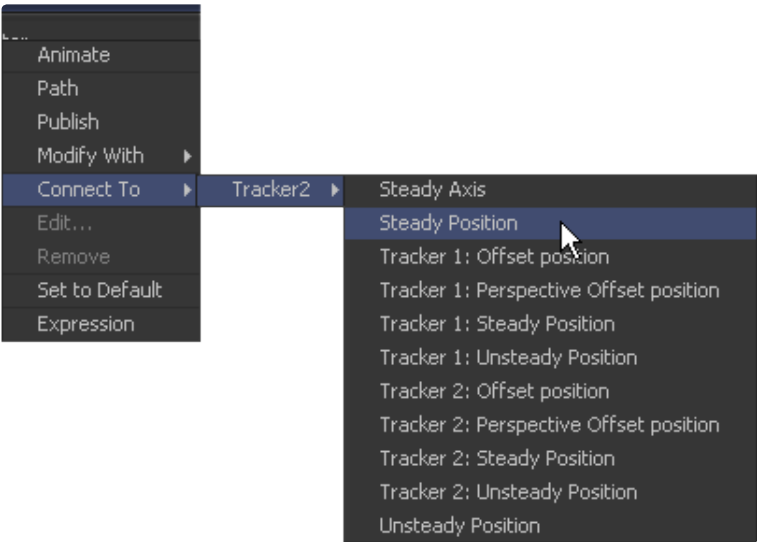 Animate
Path
Publish
Modify With
Connect To
Tracker2
Steady Axis
Edit...
Steady Position
Remove
Tracker 1: Offset position
Set to Default
Tracker 1: Perspective Offset position
Expression
Tracker 1: Steady Position
Tracker 1: Unsteady Position
Tracker 2: Offset position
Tracker 2: Perspective Offset position
Tracker 2: Steady Position
Tracker 2: Unsteady Position
Unsteady Position